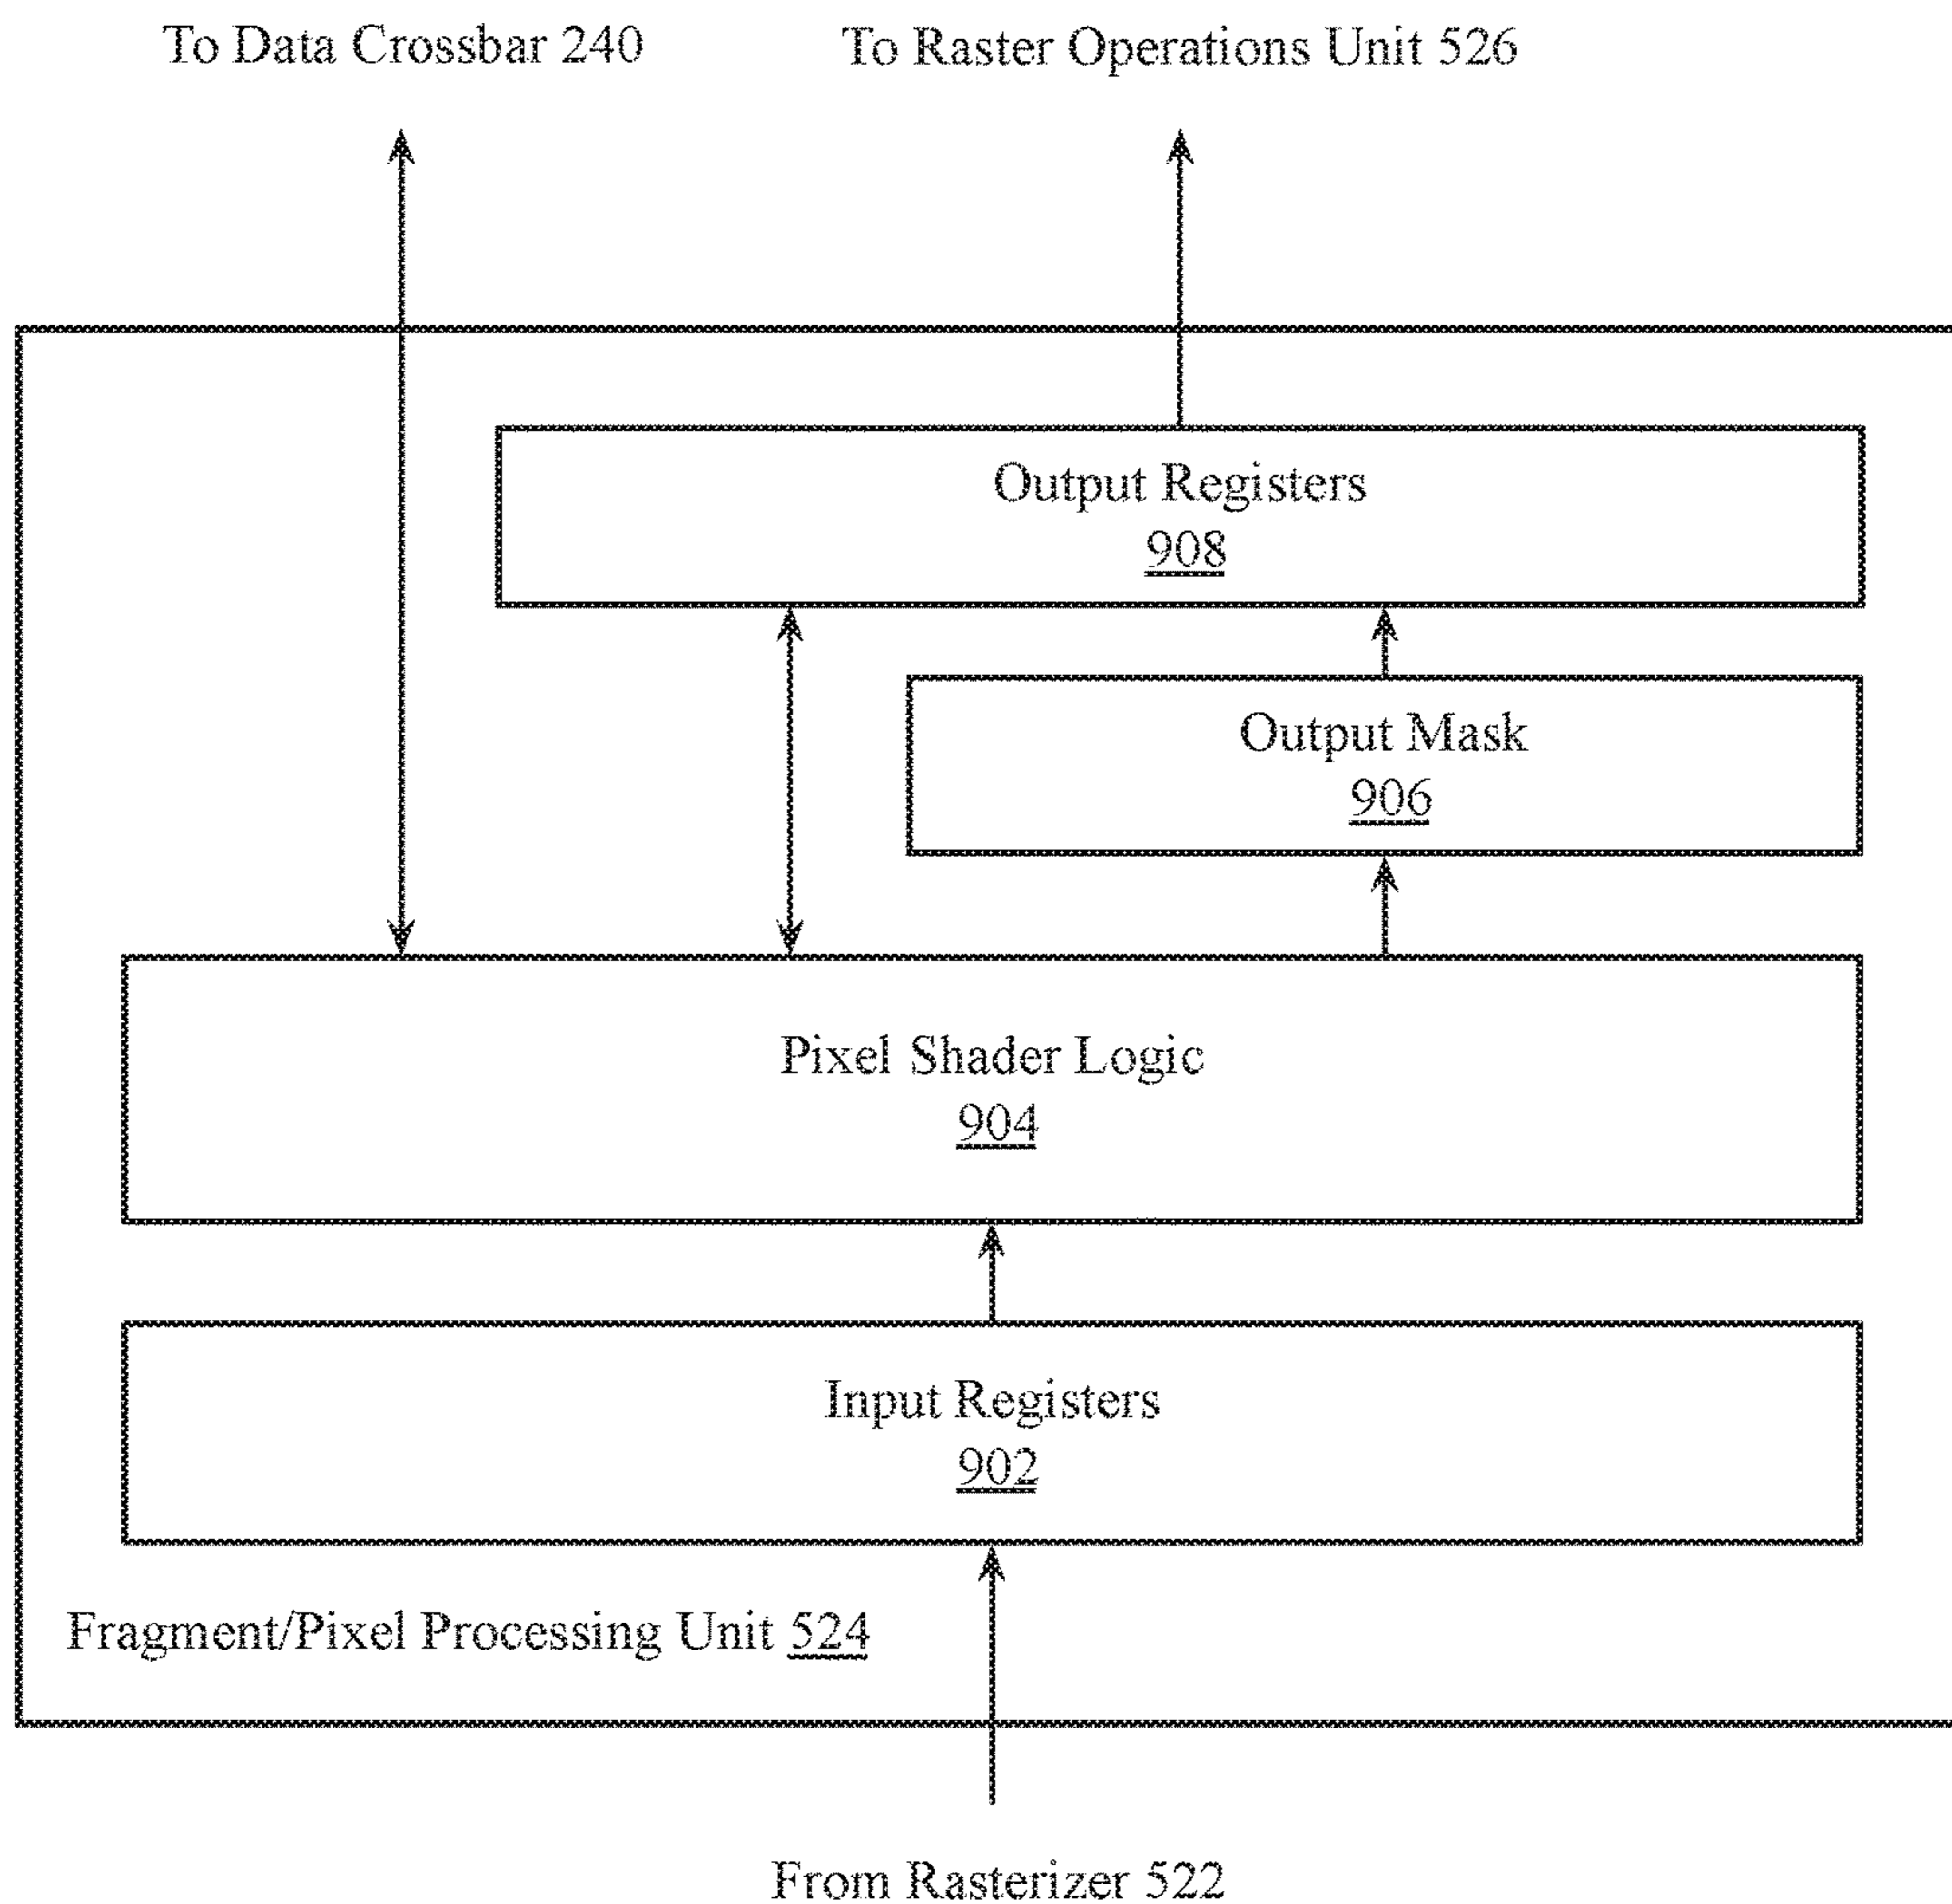 To Data Crossbar 240
To Raster Operations Unit 526
Output Registers
908
Output Mask
906
Pixel Shader Logic
904
Input Registers
902
Fragment/Pixel Processing Unit 524
From Rasterizer 522